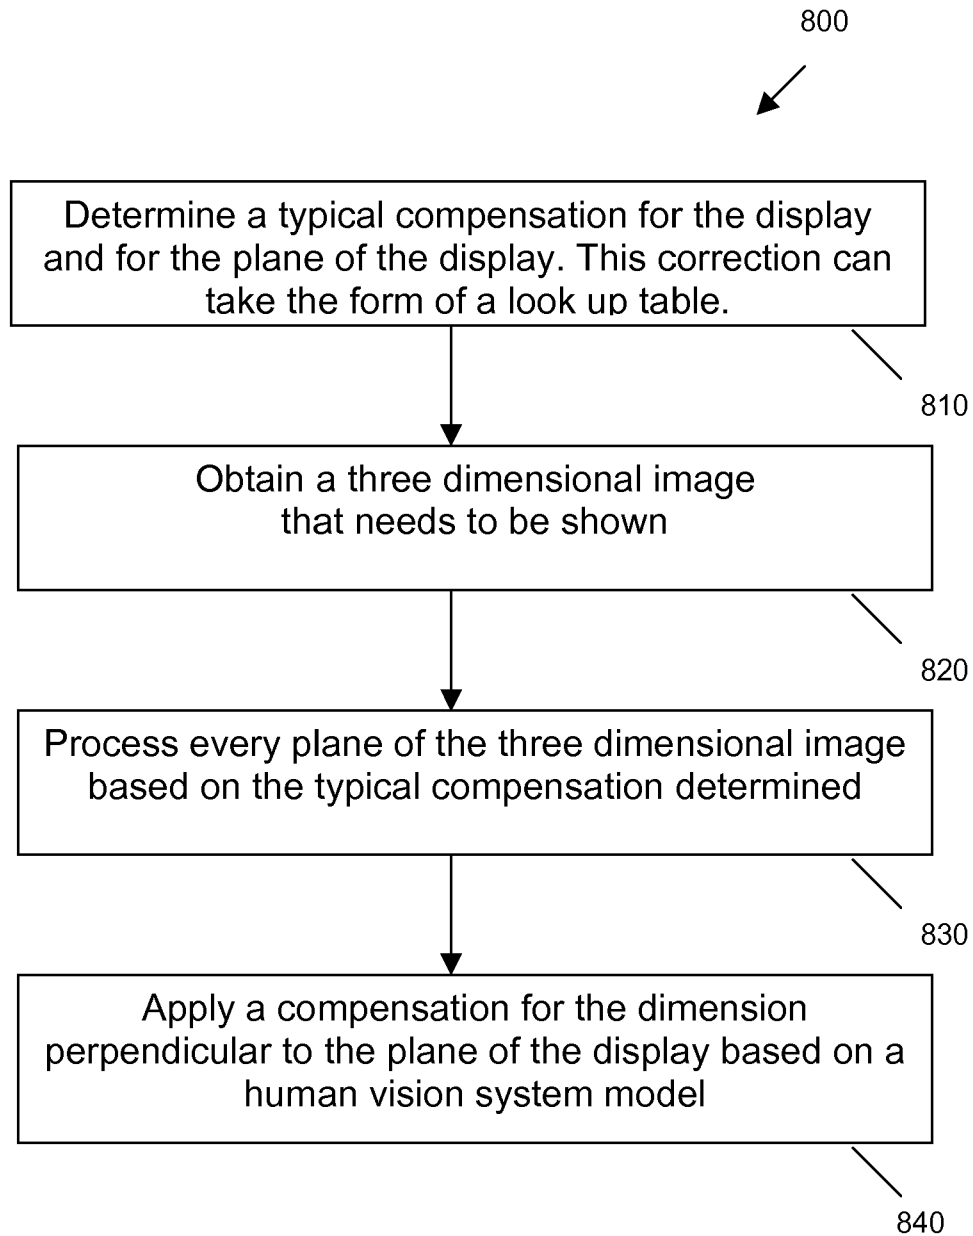 800
Determine a typical compensation for the display
and for the plane of the display. This correction can
take the form of a look up table.
810
Obtain a three dimensional image
that needs to be shown
820
Process every plane of the three dimensional image
based on the typical compensation determined
830
Apply a compensation for the dimension
perpendicular to the plane of the display based on a
human vision system model
840